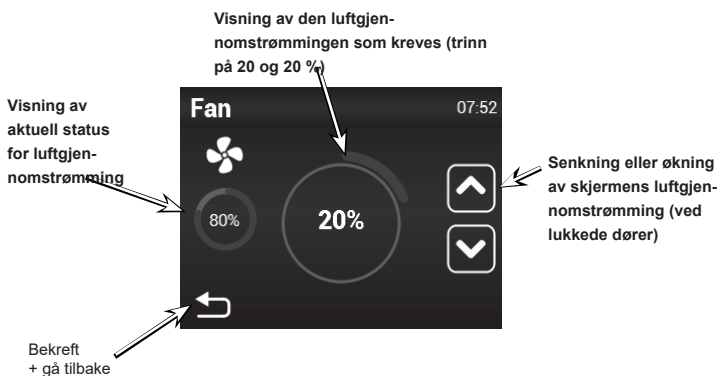 Visning av den luftgjen-
nomstrømmingen som kreves (trinn
på 20 og 20 %)
Visning av
aktuell status
for luftgjen-
nomstrømming
Fan
07:52
80%
20%
Senkning eller økning
av skjermens luftgjen-
nomstrømming (ved
lukkede dører)
Bekreft
+ gå tilbake